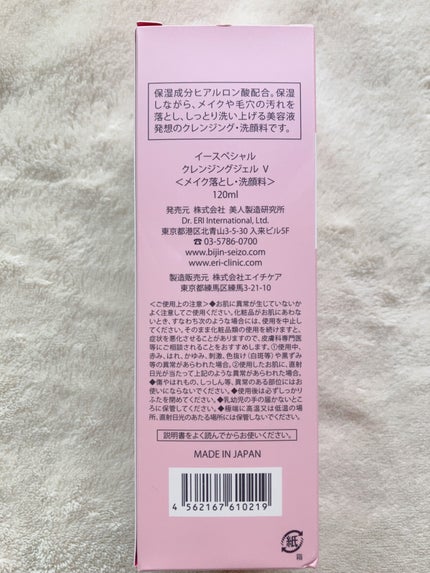 保湿成分ヒアルロン酸配合。保湿
しながら、メイクや毛穴の汚れを
落とし、しっとり洗い上げる美容液
発想のクレンジング・洗顔料です。
イースペシャル
クレンジングジェル V
＜メイク落とし・洗顔料＞
120ml
発売元 株式会社 美人製造研究所
Dr. ERI International, Ltd.
東京都港区北青山3-5-30 入来ビル5F
☎ 03-5786-0700
www.bijin-seizo.com
www.eri-clinic.com
製造販売元 株式会社エイチケア
東京都練馬区練馬3-21-10
＜ご使用上の注意＞◆お肌に異常が生じていないか
よく注意してご使用ください。化粧品がお肌にあわな
いとき、すなわち次のような場合には、使用を中止し
てください。そのまま化粧品類の使用を続けますと、
症状を悪化させることがありますので、皮膚科専門医
等にご相談されることをおすすめします。①使用中、
赤み、はれ、かゆみ、刺激、色抜け（白斑等）や黒ずみ
等の異常があらわれた場合。②使用したお肌に、直射
日光が当たって上記のような異常があらわれた場合。
◆傷やはれもの、しっしん等、異常のある部位にはお
使いにならないでください。◆使用後は必ずしっかり
ふたを閉めてください。◆乳幼児の手の届かないとこ
ろに保管してください。◆極端に高温又は低温の場
所、直射日光のあたる場所には保管しないでください。
説明書をよく読んでからお使いください。
MADE IN JAPAN
4 562167 610219
紙
箱